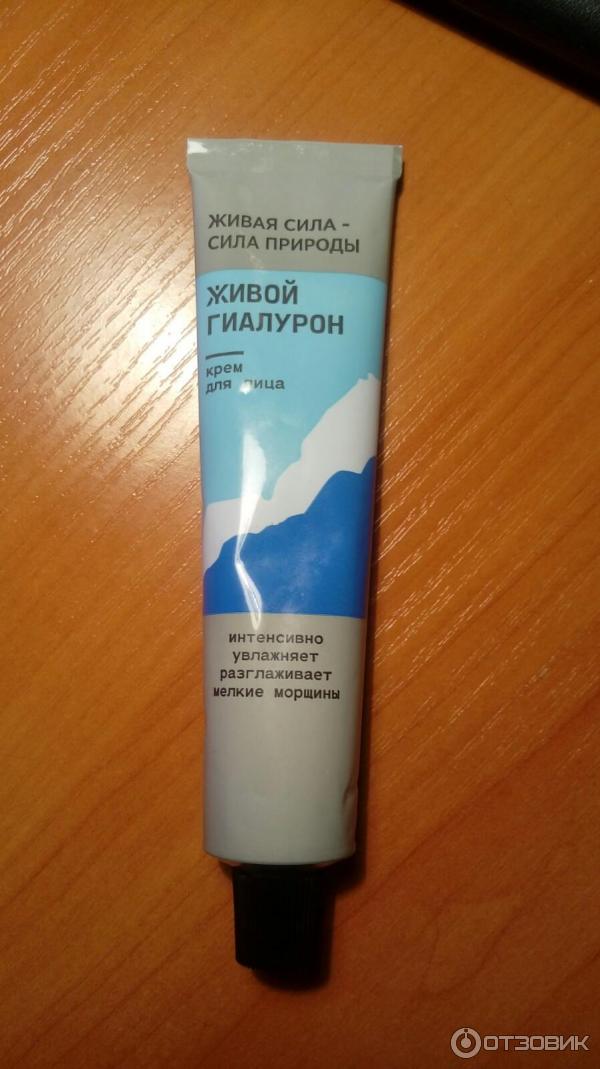 ЖИВАЯ СИЛА -
СИЛА ПРИРОДЫ
ЖИВОЙ
ГИАЛУРОН
крем
для лица
интенсивно
увлажняет
разглаживает
мелкие морщины
ОТЗОВИК